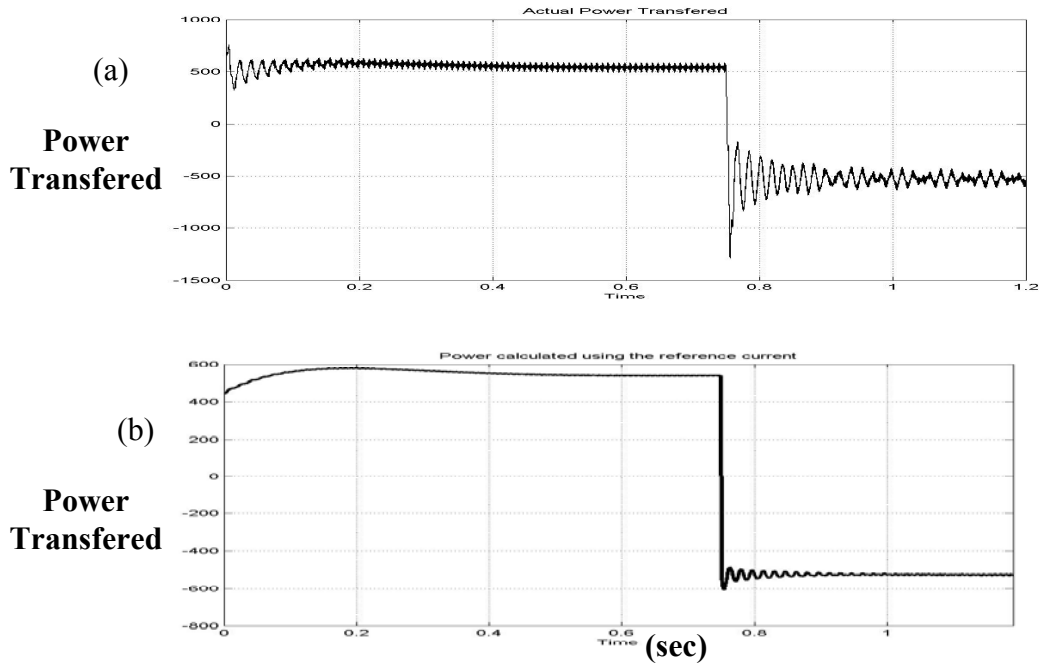 Actual Power Transfered
(a)
Power
Transfered
1000
500
0
-500
-1000
-1500
0 0.2 0.4 0.6 0.8 1 1.2
Time
Power calculated using the reference current
(b)
Power
Transfered
600
400
200
0
-200
-400
-600
-800
0 0.2 0.4 0.6 0.8 1
Time (sec)